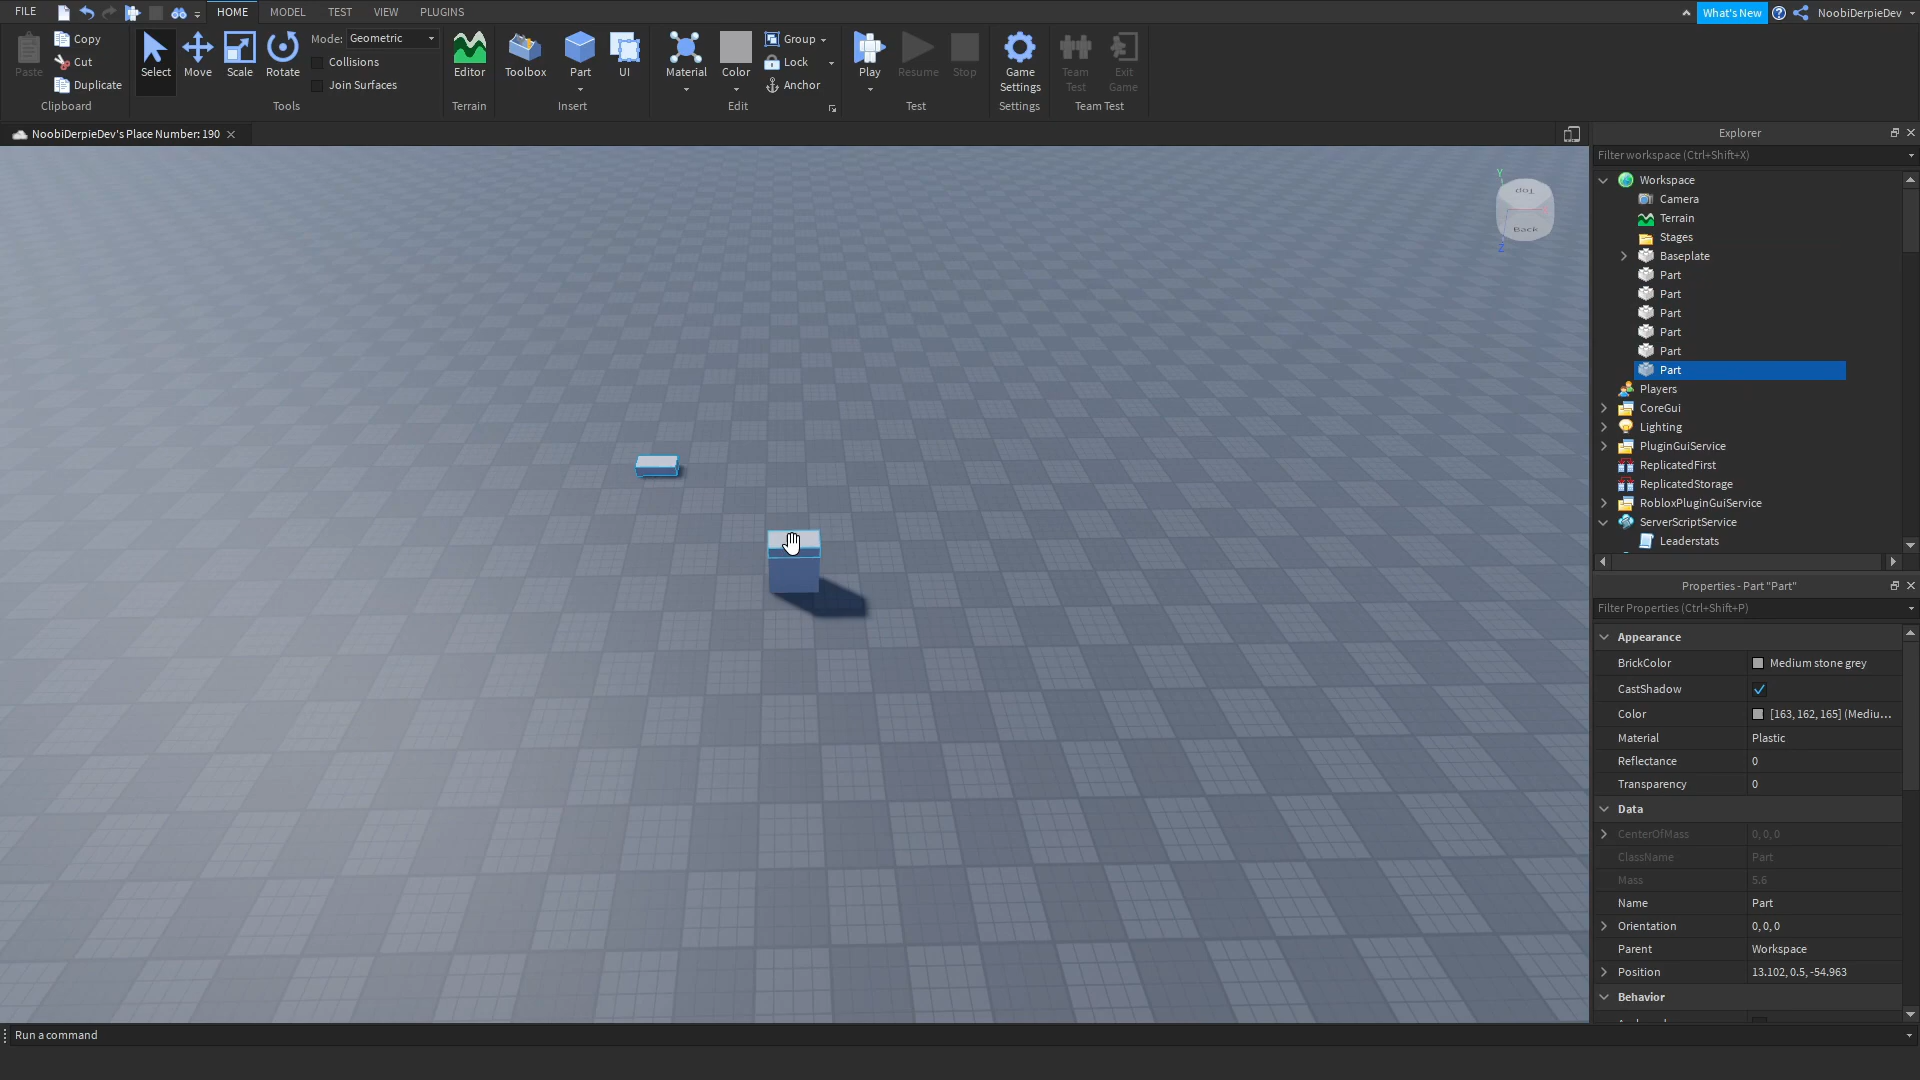 FILE HOME MODEL TEST VIEW PLUGINS What's New NoobiDerpieDev
Paste Copy Cut Duplicate Clipboard
Select Move Scale Rotate Mode: Geometric Collisions Join Surfaces Tools
Editor Terrain
Toolbox Part UI Insert
Material Color Group Lock Anchor Edit
Play Resume Stop Test
Game Settings Settings
Team Test Exit Game Team Test
NoobiDerpieDev's Place Number: 190
Y
Top
Back
Z
Explorer
Filter workspace (Ctrl+Shift+X)
Workspace
Camera
Terrain
Stages
Baseplate
Part
Part
Part
Part
Part
Part
Players
CoreGui
Lighting
PluginGuiService
ReplicatedFirst
ReplicatedStorage
RobloxPluginGuiService
ServerScriptService
Leaderstats
Properties - Part "Part"
Filter Properties (Ctrl+Shift+P)
Appearance
BrickColor Medium stone grey
CastShadow
Color [163, 162, 165] (Mediu...
Material Plastic
Reflectance 0
Transparency 0
Data
CenterOfMass 0, 0, 0
ClassName Part
Mass 5.6
Name Part
Orientation 0, 0, 0
Parent Workspace
Position 13.102, 0.5, -54.963
Behavior
Run a command